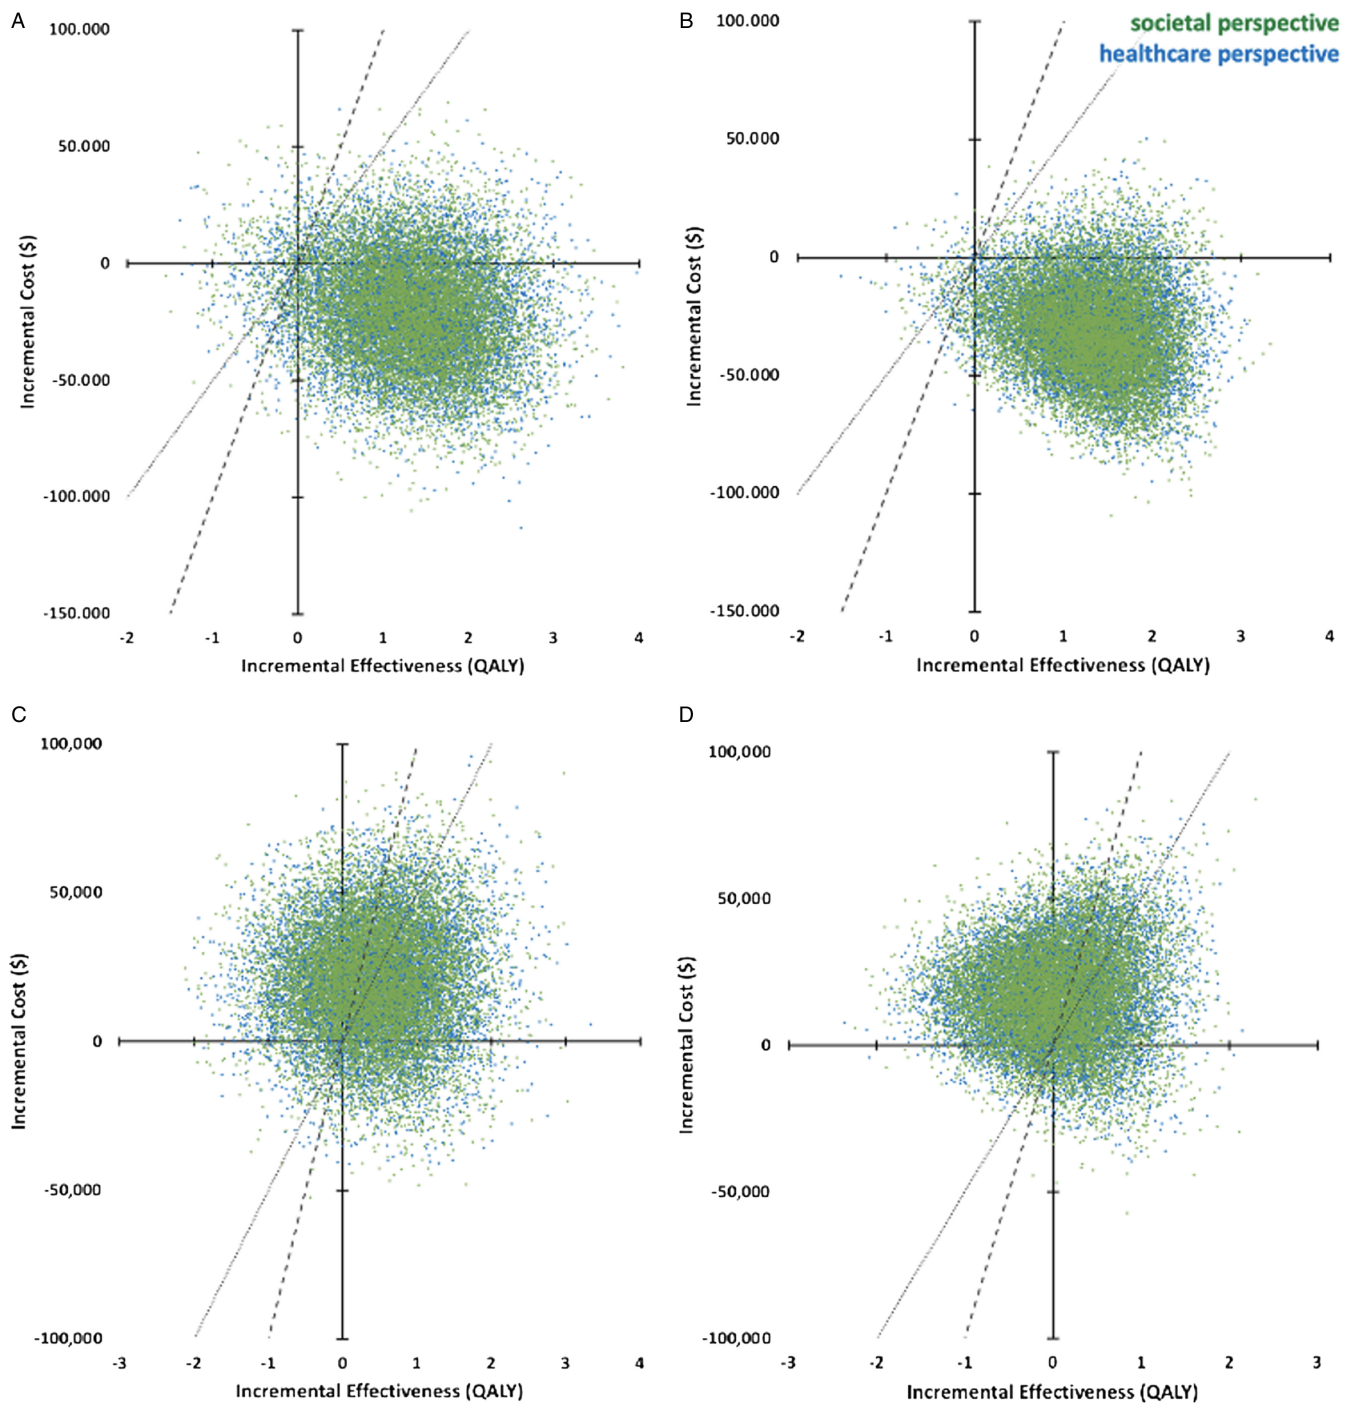 A
100.000
50.000
0
-50.000
-100.000
-150.000
-2 -1 0 1 2 3 4
Incremental Cost ($)
Incremental Effectiveness (QALY)
B
societal perspective
healthcare perspective
100.000
50.000
0
-50.000
-100.000
-150.000
-2 -1 0 1 2 3 4
Incremental Cost ($)
Incremental Effectiveness (QALY)
C
100,000
50,000
0
-50,000
-100,000
-3 -2 -1 0 1 2 3 4
Incremental Cost ($)
Incremental Effectiveness (QALY)
D
100,000
50,000
0
-50,000
-100,000
-3 -2 -1 0 1 2 3
Incremental Cost ($)
Incremental Effectiveness (QALY)